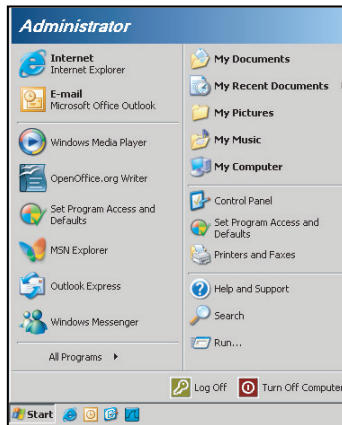 Administrator
Internet
Internet Explorer
E-mail
Microsoft Office Outlook
Windows Media Player
OpenOffice.org Writer
Set Program Access and
Defaults
MSN Explorer
Outlook Express
Windows Messenger
All Programs
My Documents
My Recent Documents
My Pictures
My Music
My Computer
Control Panel
Set Program Access and
Defaults
Printers and Faxes
Help and Support
Search
Run...
Log Off
Turn Off Computer
Start